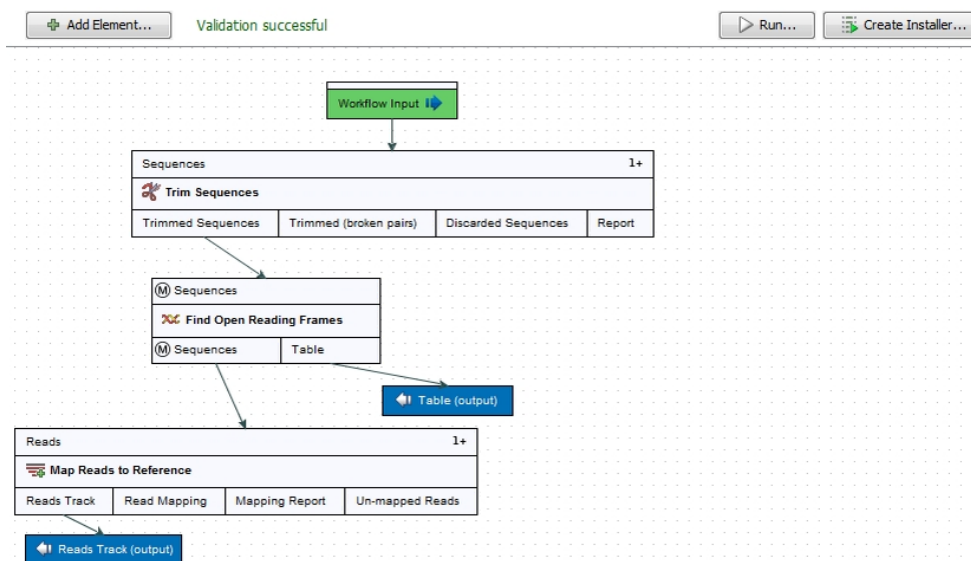 Add Element... Validation successful Run... Create Installer...
Workflow Input
Sequences 1+
Trim Sequences
Trimmed Sequences Trimmed (broken pairs) Discarded Sequences Report
M Sequences
Find Open Reading Frames
M Sequences Table
Table (output)
Reads 1+
Map Reads to Reference
Reads Track Read Mapping Mapping Report Un-mapped Reads
Reads Track (output)